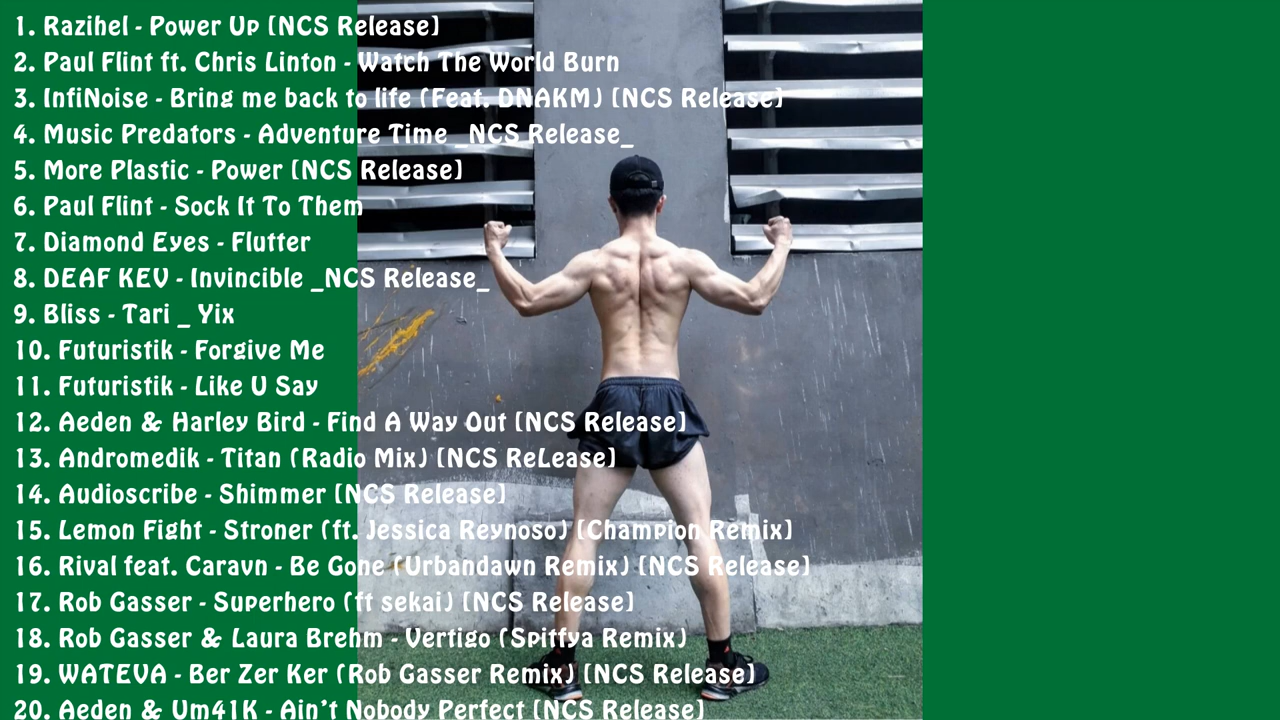 1. Razihel - Power Up [NCS Release]
2. Paul Flint ft. Chris Linton - Watch The World Burn
3. InfiNoise - Bring me back to life (Feat. DNAKM) [NCS Release]
4. Music Predators - Adventure Time _NCS Release_
5. More Plastic - Power [NCS Release]
6. Paul Flint - Sock It To Them
7. Diamond Eyes - Flutter
8. DEAF KEV - Invincible _NCS Release_
9. Bliss - Tari _ Yix
10. Futuristik - Forgive Me
11. Futuristik - Like U Say
12. Aeden & Harley Bird - Find A Way Out [NCS Release]
13. Andromedik - Titan (Radio Mix) [NCS ReLease]
14. Audioscribe - Shimmer [NCS Release]
15. Lemon Fight - Stroner (ft. Jessica Reynoso) [Champion Remix]
16. Rival feat. Caravn - Be Gone (Urbandawn Remix) [NCS Release]
17. Rob Gasser - Superhero (ft sekai) [NCS Release]
18. Rob Gasser & Laura Brehm - Vertigo (Spitfya Remix)
19. WATEVA - Ber Zer Ker (Rob Gasser Remix) [NCS Release]
20. Aeden & Um41K - Ain't Nobody Perfect [NCS Release]